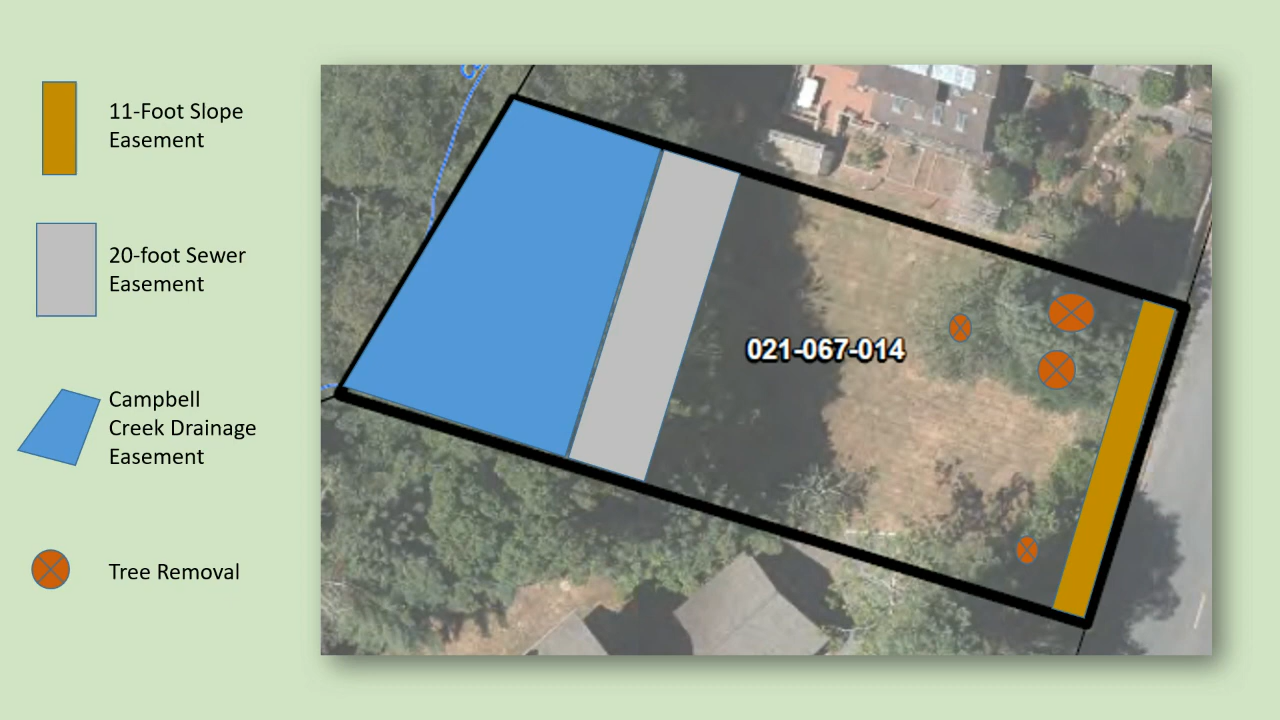 11-Foot Slope
Easement
20-foot Sewer
Easement
Campbell
Creek Drainage
Easement
Tree Removal
021-067-014